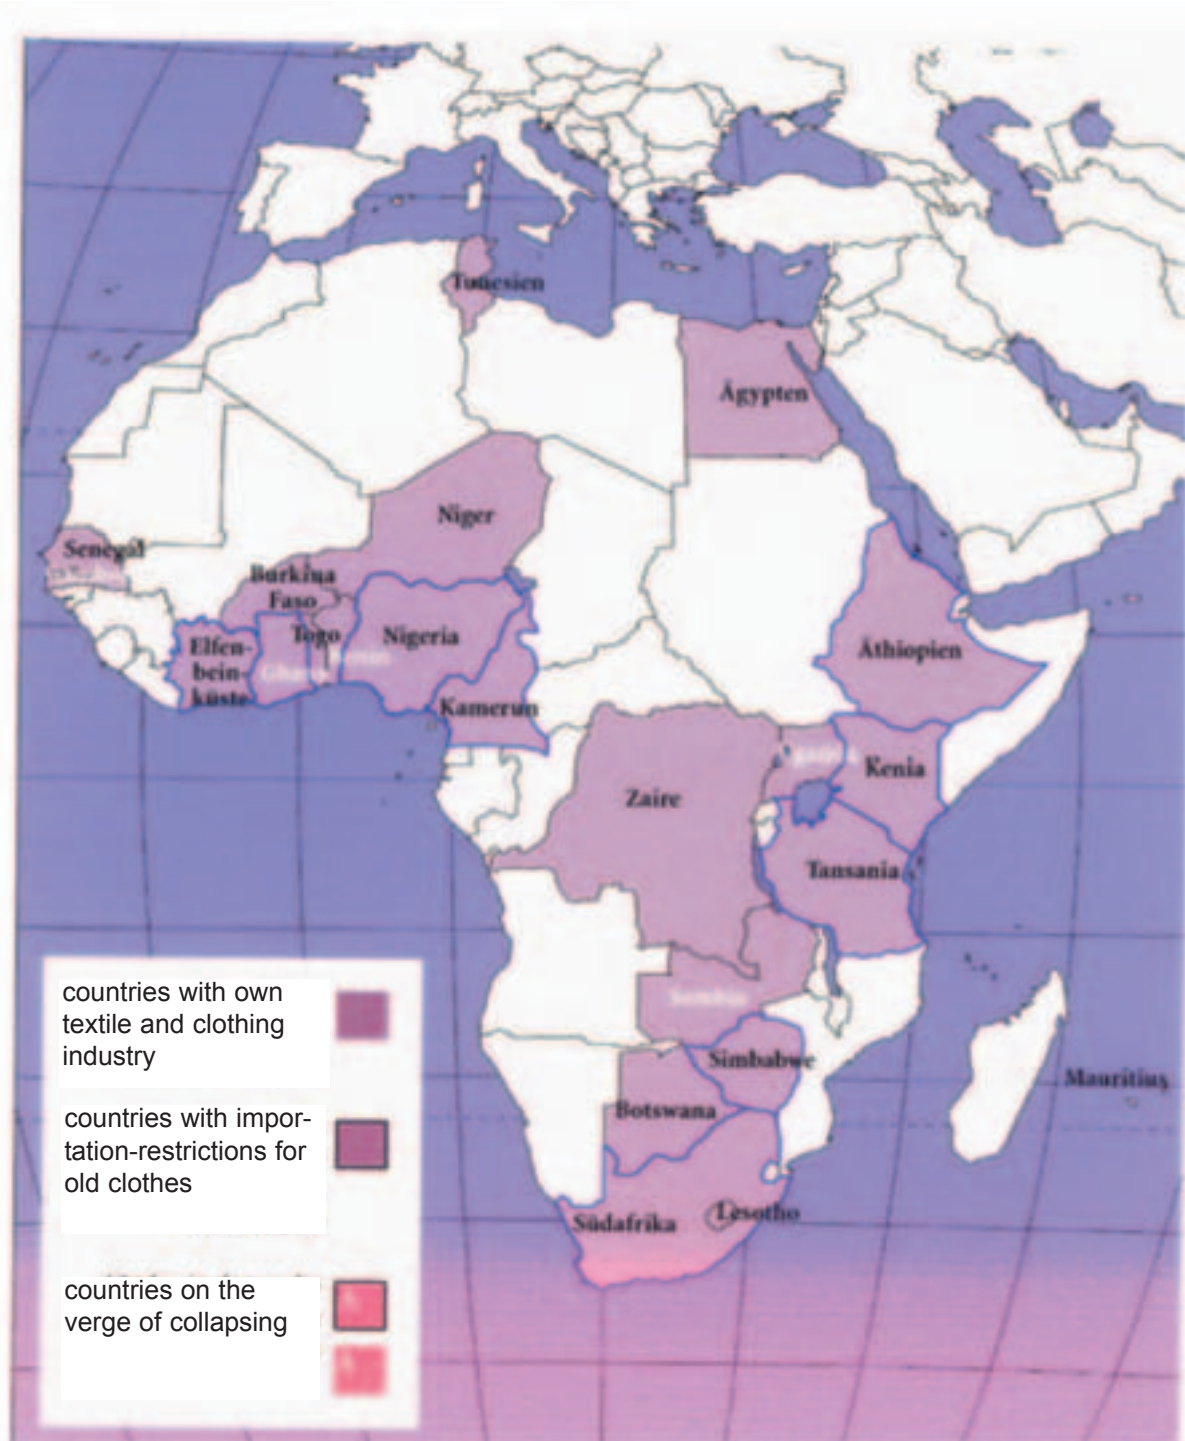 Tunesien
Ägypten
Niger
Senegal
Burkina
Faso
Togo
Nigeria
Elfen-
bein-
küste
Ghana
Kamerun
Äthiopien
Kenia
Zaire
Tansania
Sambia
Simbabwe
Botswana
Mauritius
Südafrika
Lesotho
countries with own
textile and clothing
industry
countries with impor-
tation-restrictions for
old clothes
countries on the
verge of collapsing